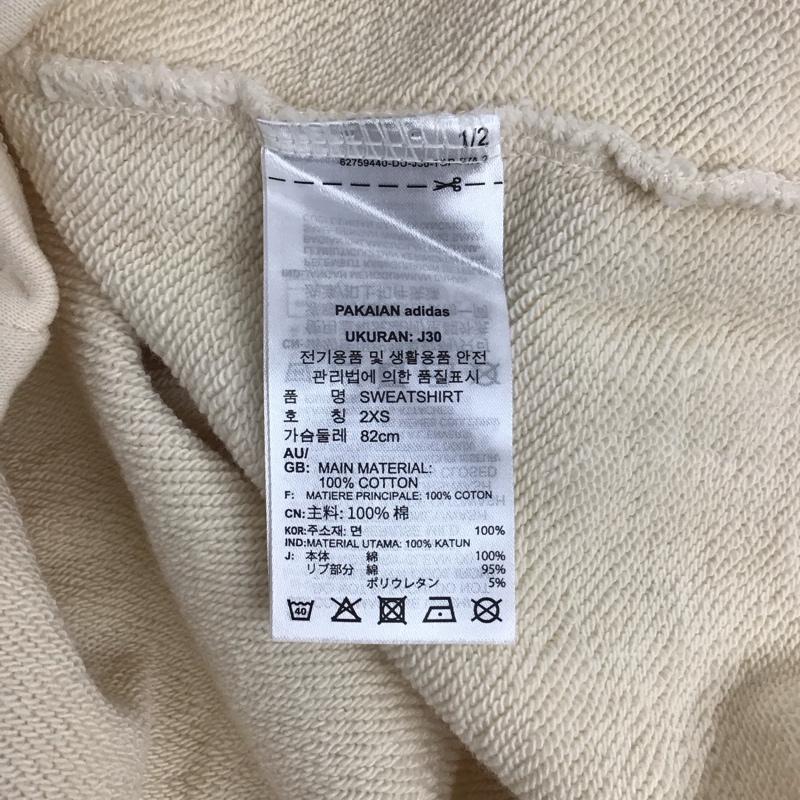 1/2
PAKAIAN adidas
UKURAN: J30
전기용품 및 생활용품 안전
관리법에 의한 품질표시
품 명 SWEATSHIRT
호 칭 2XS
가슴둘레 82cm
AU/
GB: MAIN MATERIAL:
100% COTTON
F: MATIERE PRINCIPALE: 100% COTON
CN: 主料: 100% 棉
KOR: 주소재: 면 100%
IND: MATERIAL UTAMA: 100% KATUN
J: 本体 綿 100%
リブ部分 綿 95%
ポリウレタン 5%
40